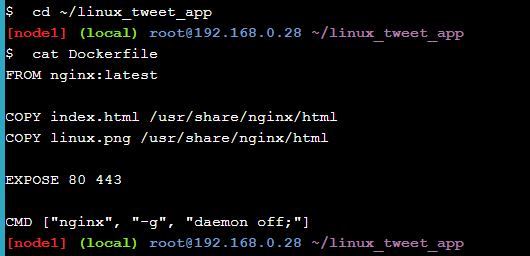 $ cd ~/linux_tweet_app
[node1] (local) root@192.168.0.28 ~/linux_tweet_app
$ cat Dockerfile
FROM nginx:latest
COPY index.html /usr/share/nginx/html
COPY linux.png /usr/share/nginx/html
EXPOSE 80 443
CMD ["nginx", "-g", "daemon off;"]
[node1] (local) root@192.168.0.28 ~/linux_tweet_app